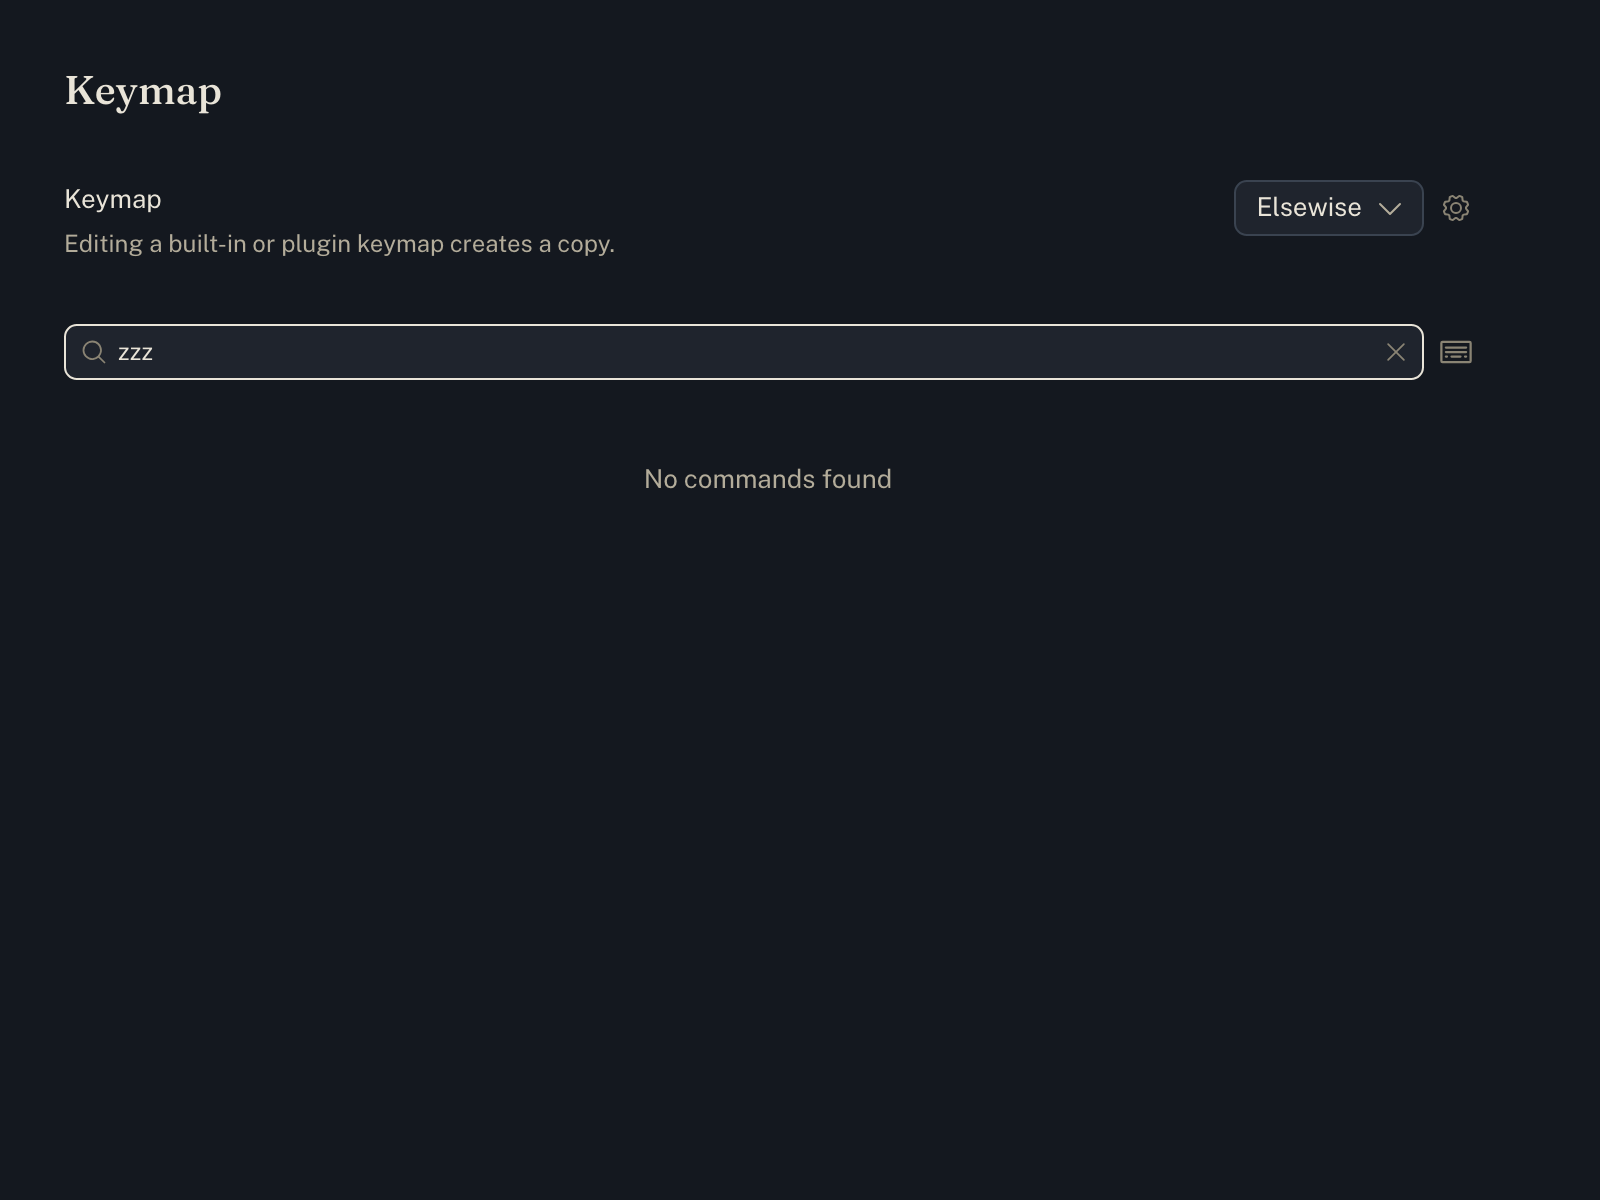 Keymap
Keymap
Elsewise
Editing a built-in or plugin keymap creates a copy.
zzz
No commands found